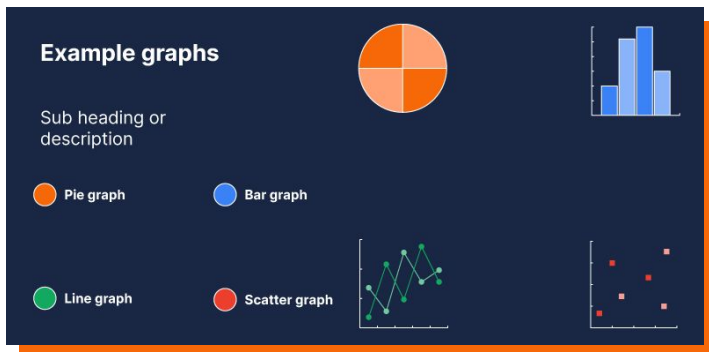 Example graphs
Sub heading or
description
Pie graph
Bar graph
Line graph
Scatter graph